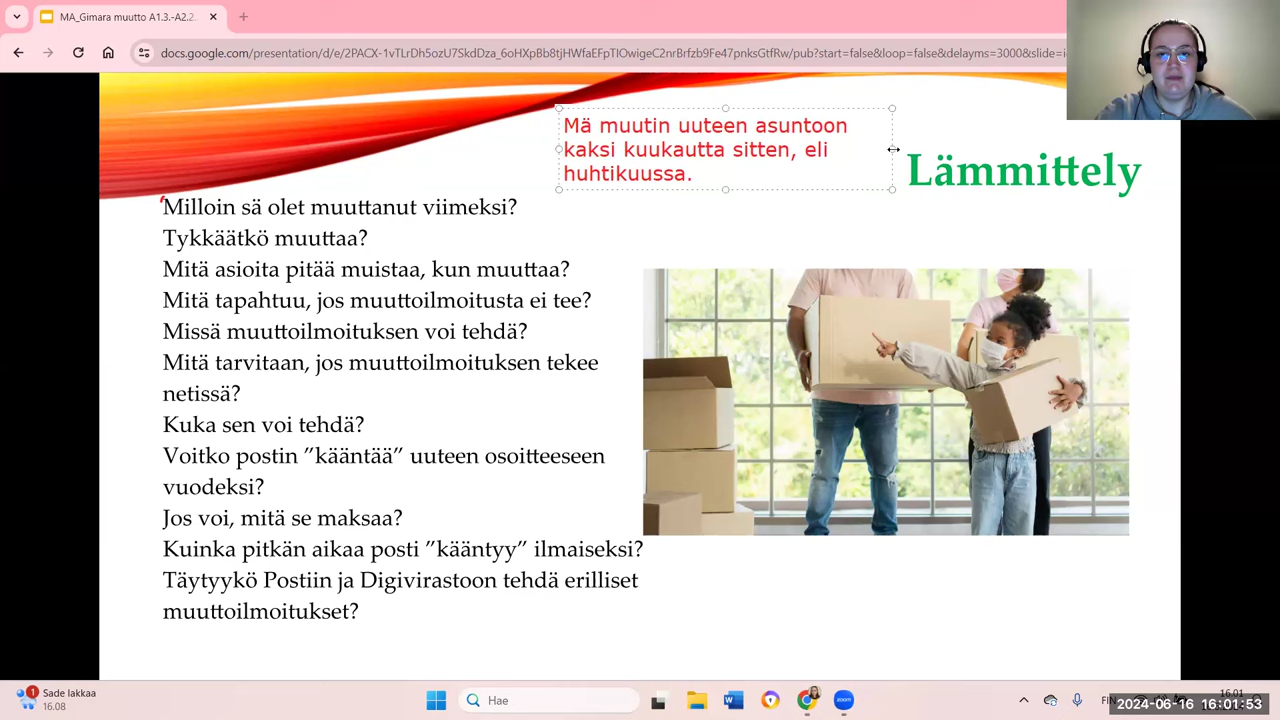 MA_Gimara muutto A1.3.-A2.2.
docs.google.com/presentation/d/e/2PACX-1vTLrDh5ozU7SkdDza_6oHXpBb8tjHWfaEFpTIOwigeC2nrBrfzb9Fe47pnksGtfRw/pub?start=false&loop=false&delayms=3000&slide=i
Mä muutin uuteen asuntoon
kaksi kuukautta sitten, eli
huhtikuussa.
Lämmittely
Milloin sä olet muuttanut viimeksi?
Tykkäätkö muuttaa?
Mitä asioita pitää muistaa, kun muuttaa?
Mitä tapahtuu, jos muuttoilmoitusta ei tee?
Missä muuttoilmoituksen voi tehdä?
Mitä tarvitaan, jos muuttoilmoituksen tekee
netissä?
Kuka sen voi tehdä?
Voitko postin ”kääntää” uuteen osoitteeseen
vuodeksi?
Jos voi, mitä se maksaa?
Kuinka pitkän aikaa posti ”kääntyy” ilmaiseksi?
Täytyykö Postiin ja Digivirastoon tehdä erilliset
muuttoilmoitukset?
1
Sade lakkaa
16.08
Hae
FIN
16.01
2024-06-16 16:01:53